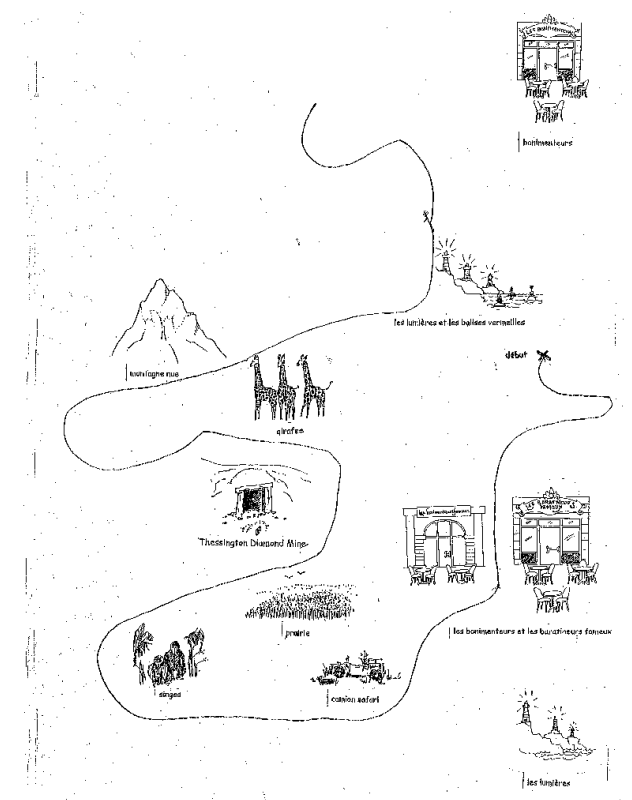 bonimenteurs
les lumières et les balises vermeilles
début
montagne nue
girafes
Thessington Diamond Mine
les bonimenteurs et les baratineurs fameux
prairie
singes
camion safari
les lumières